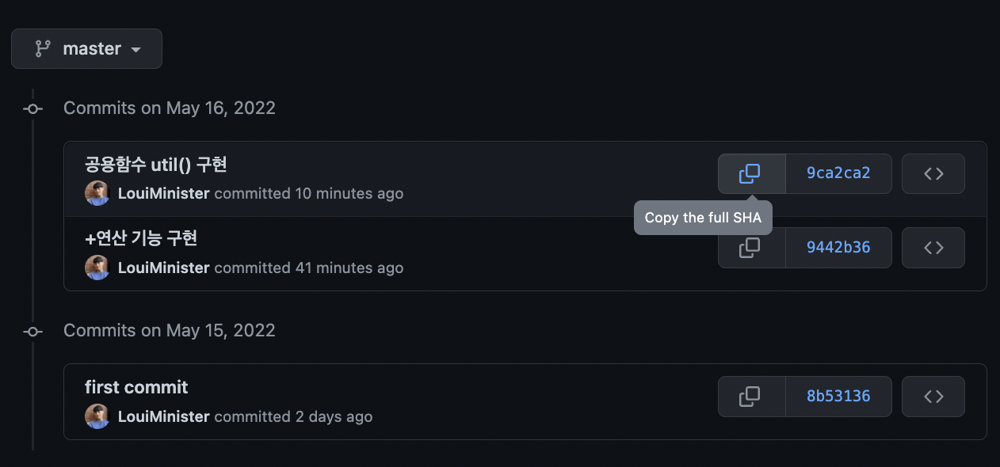 master
Commits on May 16, 2022
공용함수 util() 구현
9ca2ca2
LouiMinister committed 10 minutes ago
Copy the full SHA
+연산 기능 구현
9442b36
LouiMinister committed 41 minutes ago
Commits on May 15, 2022
first commit
8b53136
LouiMinister committed 2 days ago